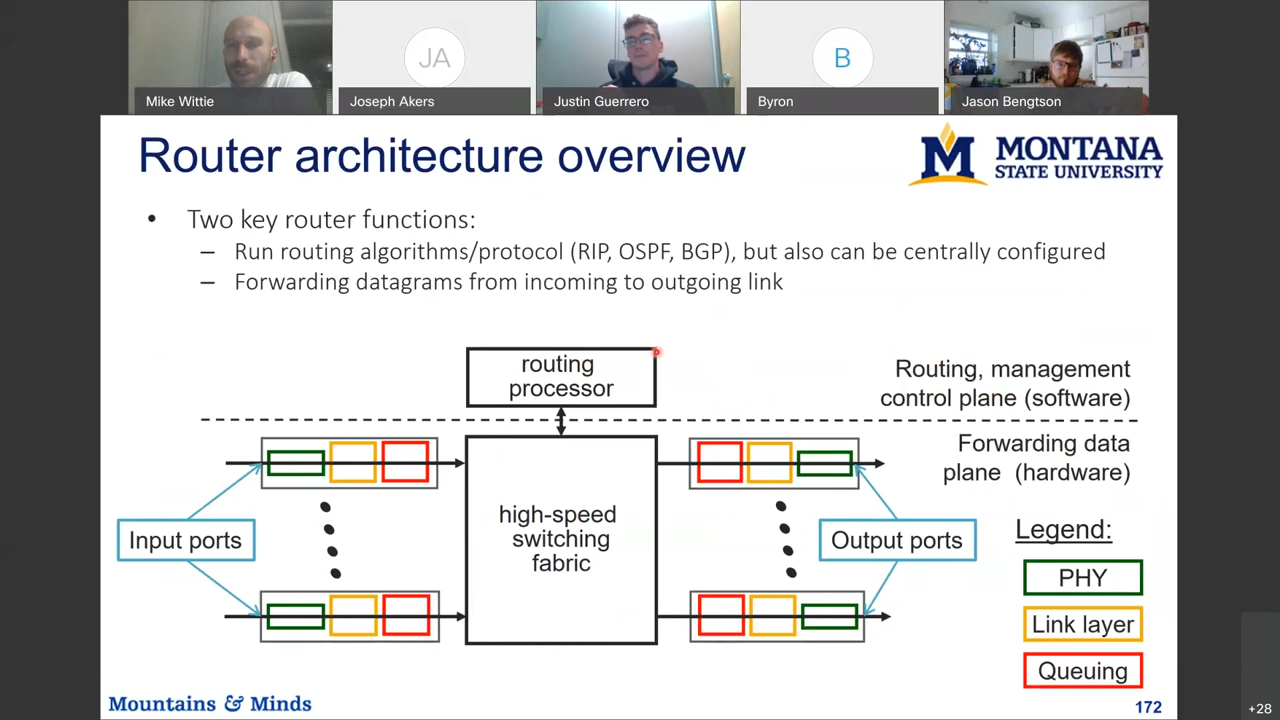 Mike Wittie
JA
Joseph Akers
Justin Guerrero
B
Byron
Jason Bengtson
Router architecture overview
M
MONTANA
STATE UNIVERSITY
• Two key router functions:
– Run routing algorithms/protocol (RIP, OSPF, BGP), but also can be centrally configured
– Forwarding datagrams from incoming to outgoing link
routing
processor
Routing, management
control plane (software)
Forwarding data
plane (hardware)
high-speed
switching
fabric
Input ports
Output ports
Legend:
PHY
Link layer
Queuing
Mountains & Minds
172
+28